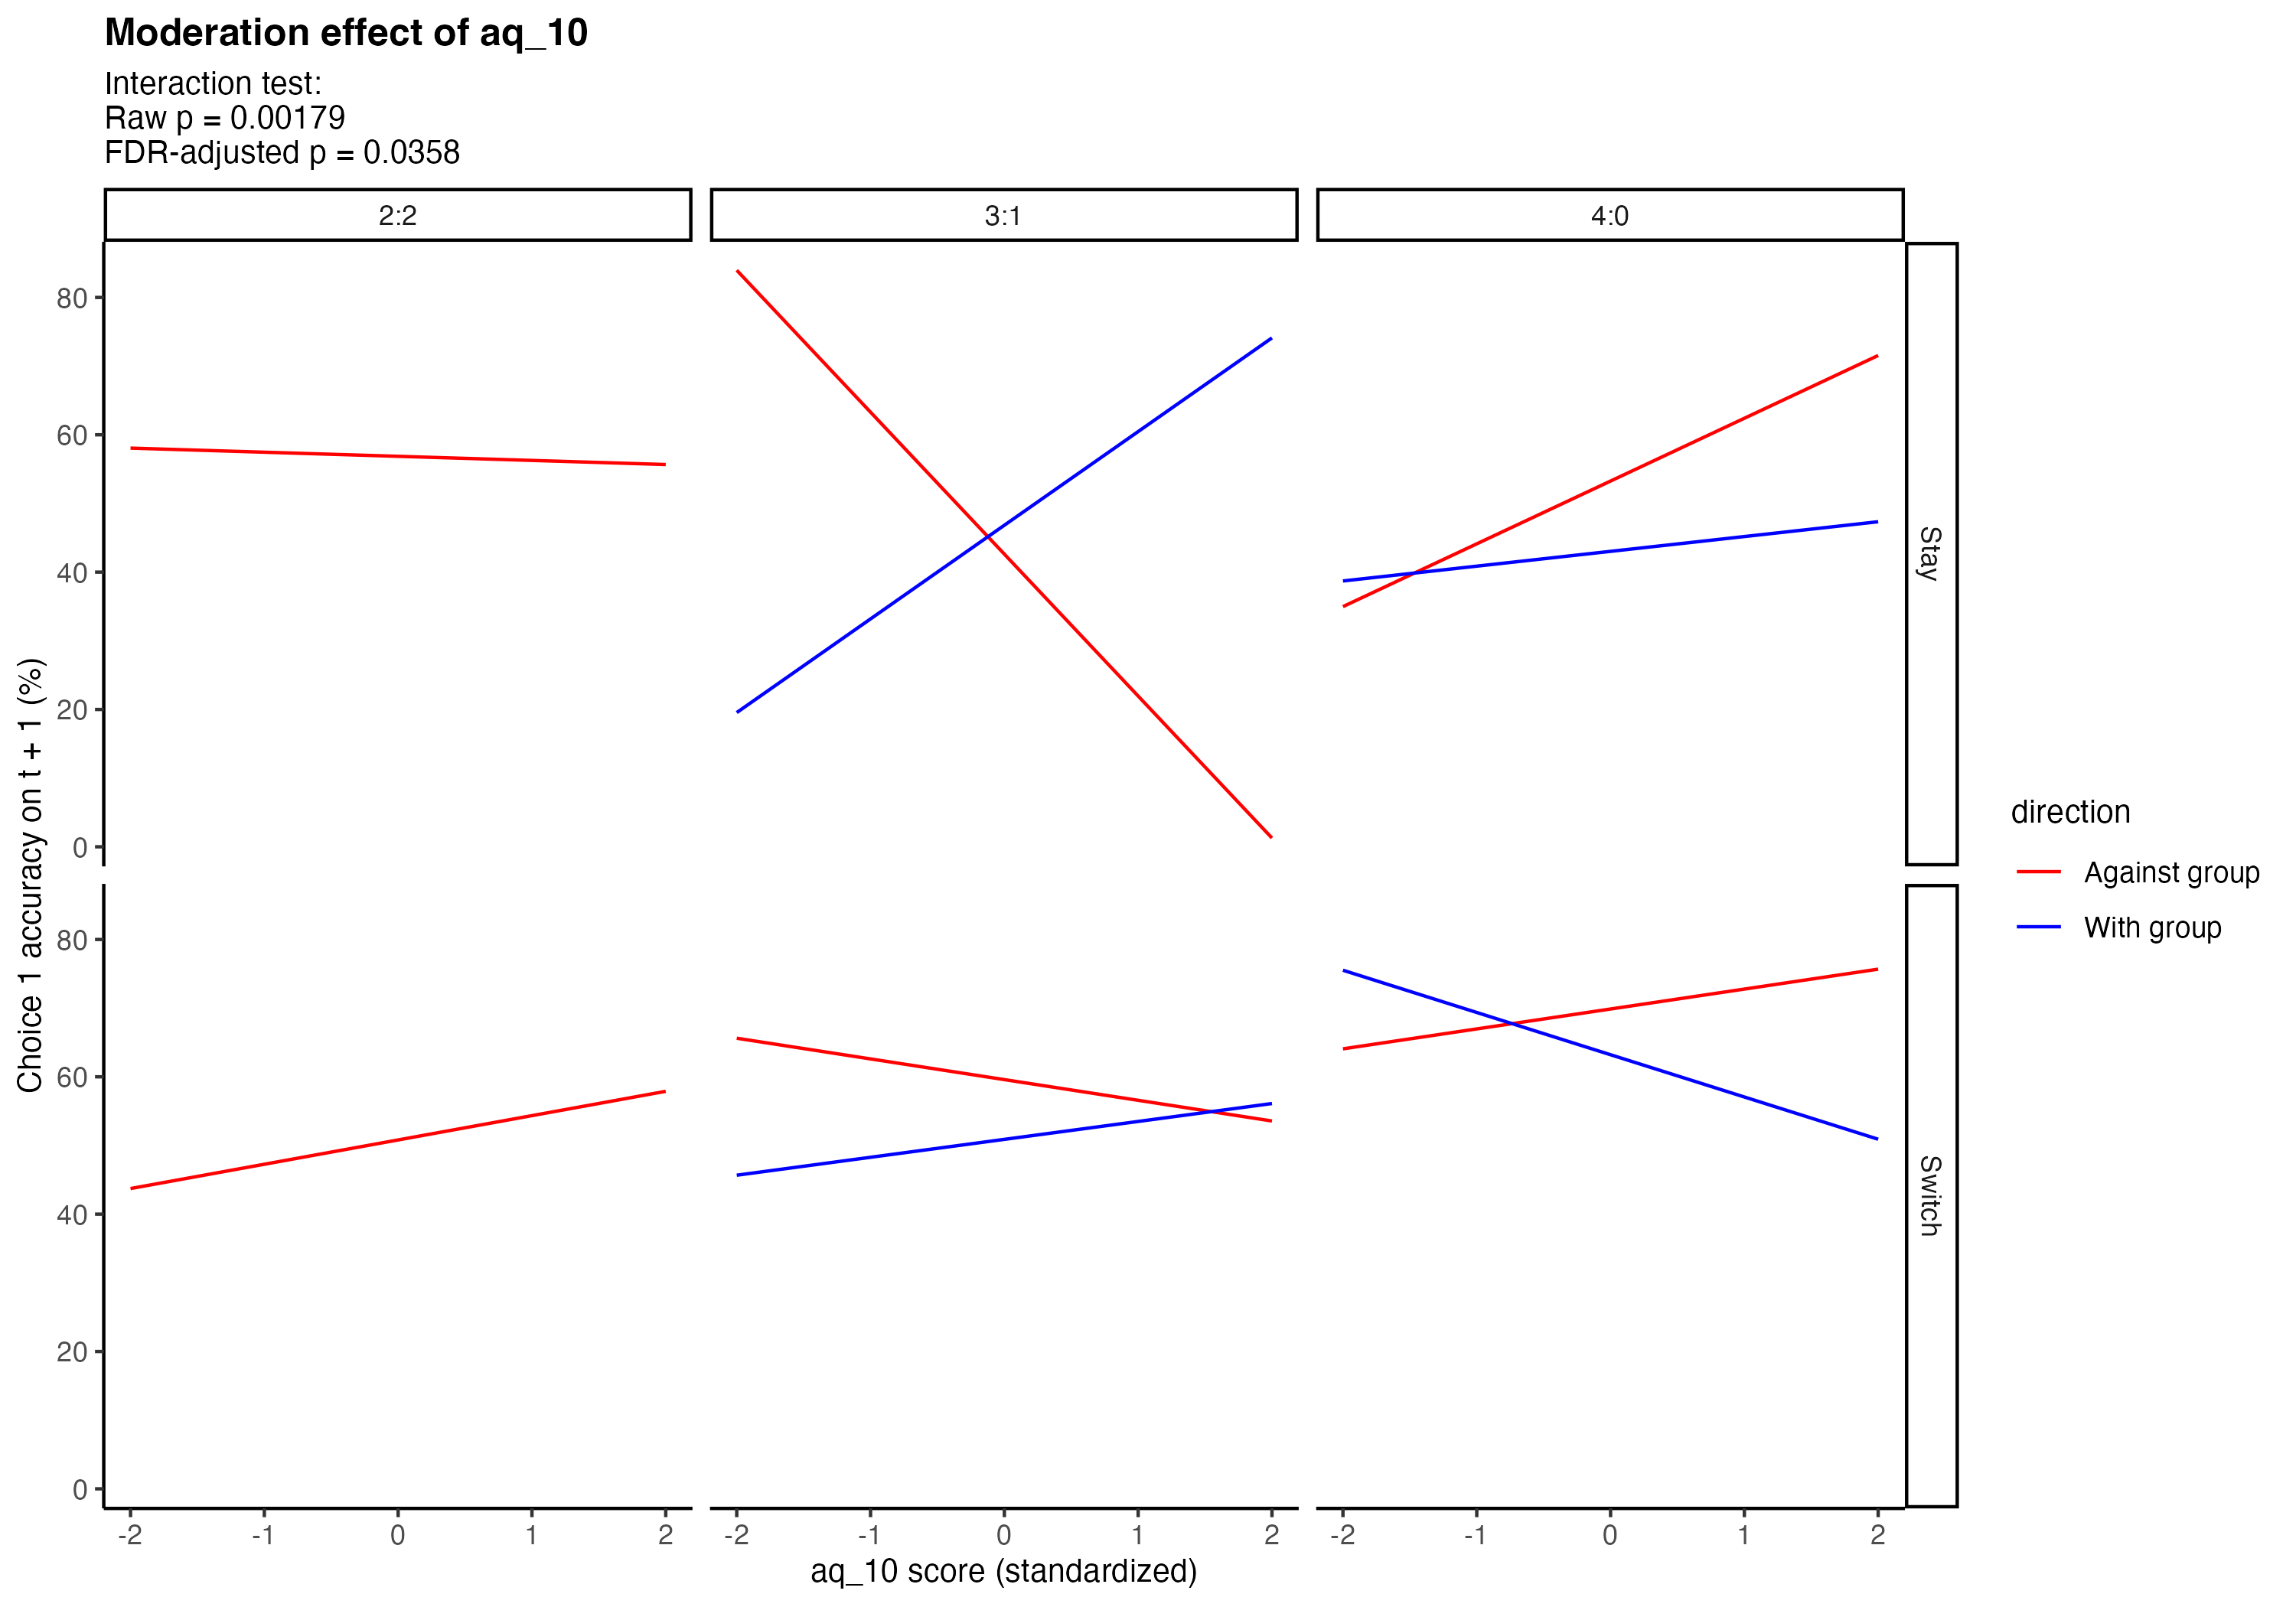 Moderation effect of aq_10
Interaction test:
Raw p = 0.00179
FDR-adjusted p = 0.0358
2:2
3:1
4:0
80
60
40
20
0
Stay
80
60
40
20
0
Switch
Choice 1 accuracy on t + 1 (%)
-2 -1 0 1 2
-2 -1 0 1 2
-2 -1 0 1 2
aq_10 score (standardized)
direction
Against group
With group